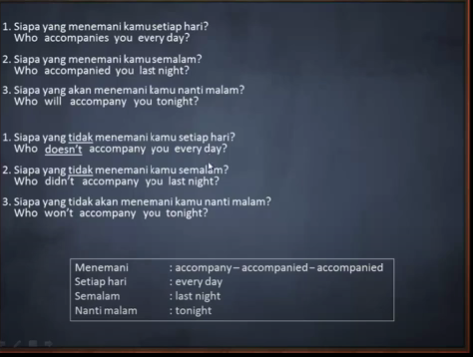 1. Siapa yang menemani kamu setiap hari?
Who accompanies you every day?
2. Siapa yang menemani kamu semalam?
Who accompanied you last night?
3. Siapa yang akan menemani kamu nanti malam?
Who will accompany you tonight?
1. Siapa yang tidak menemani kamu setiap hari?
Who doesn't accompany you every day?
2. Siapa yang tidak menemani kamu semalam?
Who didn't accompany you last night?
3. Siapa yang tidak akan menemani kamu nanti malam?
Who won't accompany you tonight?
Menemani : accompany – accompanied – accompanied
Setiap hari : every day
Semalam : last night
Nanti malam : tonight